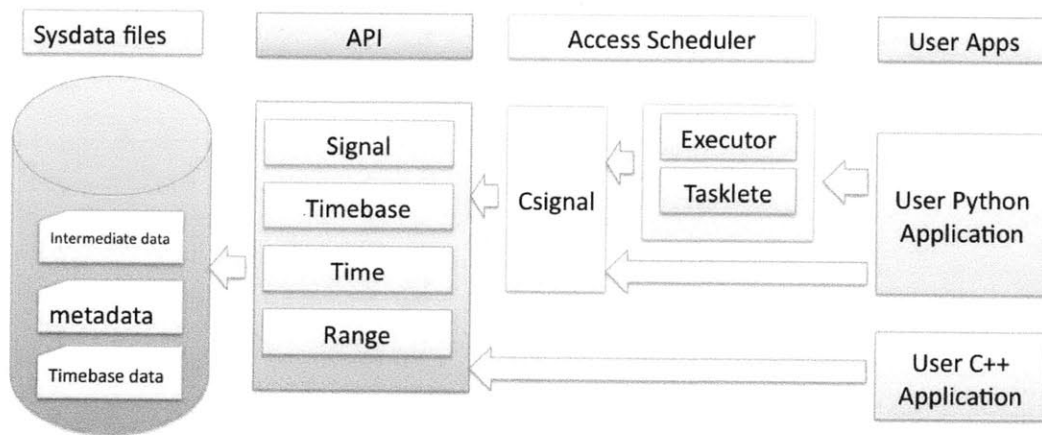 Sysdata files
API
Access Scheduler
User Apps
Intermediate data
metadata
Timebase data
Signal
Timebase
Time
Range
Csignal
Executor
Tasklete
User Python
Application
User C++
Application